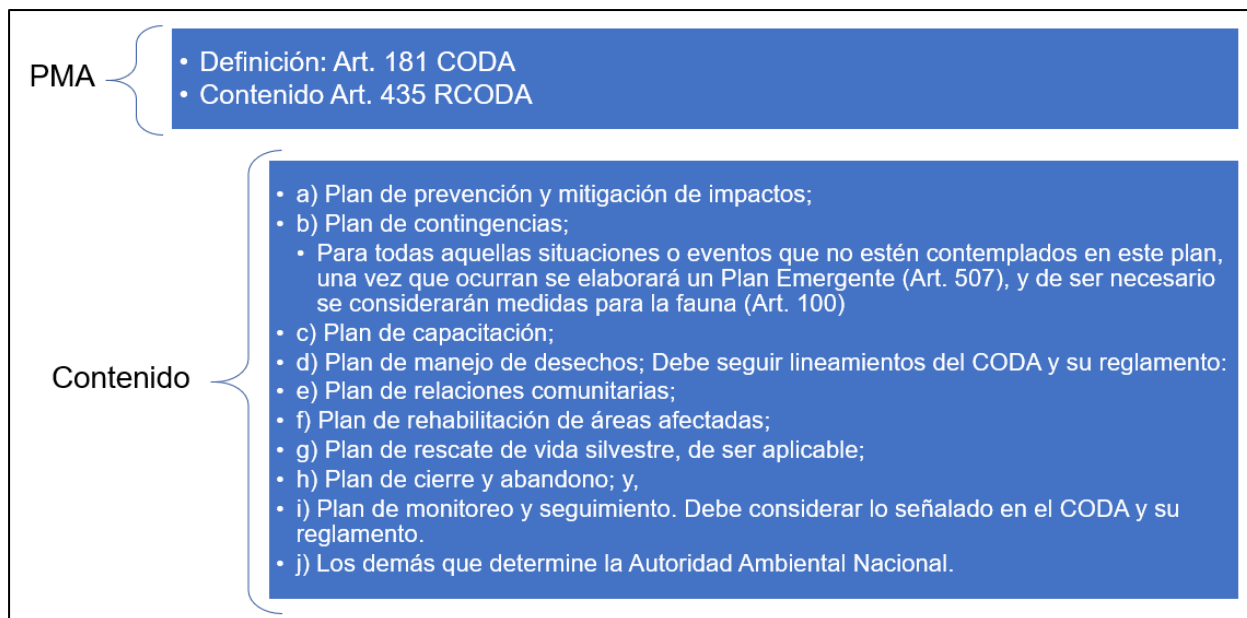 PMA
• Definición: Art. 181 CODA
• Contenido Art. 435 RCODA
Contenido
• a) Plan de prevención y mitigación de impactos;
• b) Plan de contingencias;
• Para todas aquellas situaciones o eventos que no estén contemplados en este plan,
una vez que ocurran se elaborará un Plan Emergente (Art. 507), y de ser necesario
se considerarán medidas para la fauna (Art. 100)
• c) Plan de capacitación;
• d) Plan de manejo de desechos; Debe seguir lineamientos del CODA y su reglamento:
• e) Plan de relaciones comunitarias;
• f) Plan de rehabilitación de áreas afectadas;
• g) Plan de rescate de vida silvestre, de ser aplicable;
• h) Plan de cierre y abandono; y,
• i) Plan de monitoreo y seguimiento. Debe considerar lo señalado en el CODA y su
reglamento.
• j) Los demás que determine la Autoridad Ambiental Nacional.